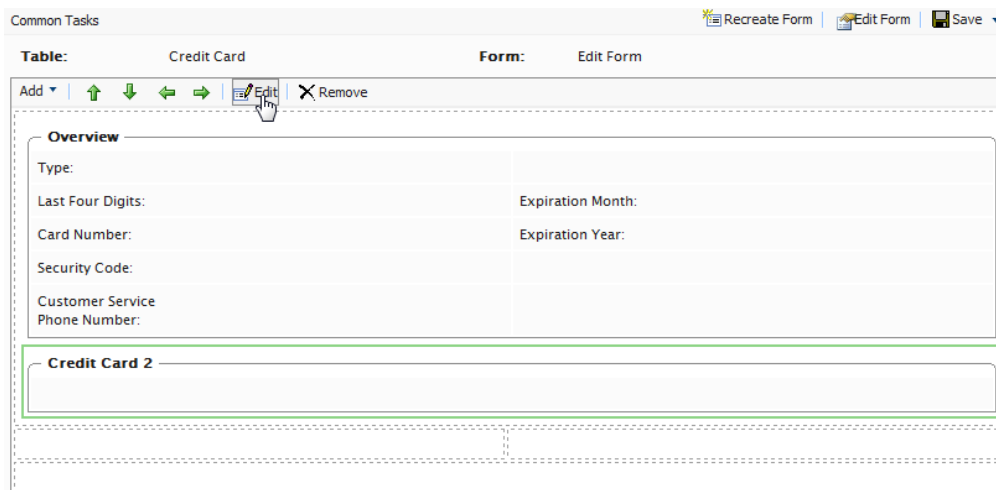 Common Tasks Recreate Form Edit Form Save
Table: Credit Card Form: Edit Form
Add Edit Remove
Overview
Type:
Last Four Digits: Expiration Month:
Card Number: Expiration Year:
Security Code:
Customer Service
Phone Number:
Credit Card 2